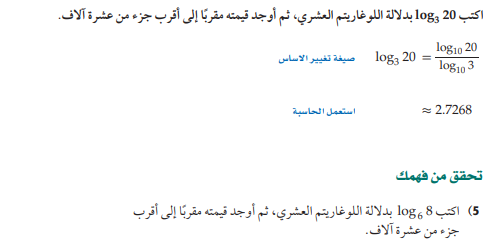 اكتب log₃ 20 بدلالة اللوغاريتم العشري، ثم أوجد قيمته مقربًا إلى أقرب جزء من عشرة آلاف.
صيغة تغيير الاساس log₃ 20 = log₁₀ 20 / log₁₀ 3
استعمل الحاسبة ≈ 2.7268
تحقق من فهمك
5) اكتب log₆ 8 بدلالة اللوغاريتم العشري، ثم أوجد قيمته مقربًا إلى أقرب
جزء من عشرة آلاف.